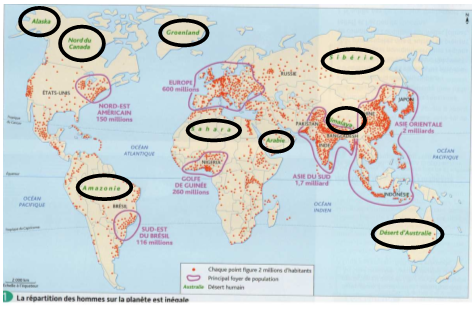 Alaska
Nord du
Canada
Groenland
Sibérie
RUSSIE
EUROPE
600 millions
ÉTATS-UNIS
NORD-EST
AMÉRICAIN
150 millions
JAPON
Himalaya
PAKISTAN
INDE
ASIE ORIENTALE
2 milliards
Sahara
Arabie
OCÉAN
ATLANTIQUE
OCÉAN
PACIFIQUE
NIGERIA
GOLFE
DE GUINÉE
260 millions
ASIE DU SUD
1,7 milliard
INDONÉSIE
Amazonie
BRÉSIL
OCÉAN
PACIFIQUE
OCÉAN
INDIEN
SUD-EST
DU BRÉSIL
116 millions
Désert d'Australie
Chaque point figure 2 millions d'habitants
Principal foyer de population
Australie Désert humain
1 La répartition des hommes sur la planète est inégale